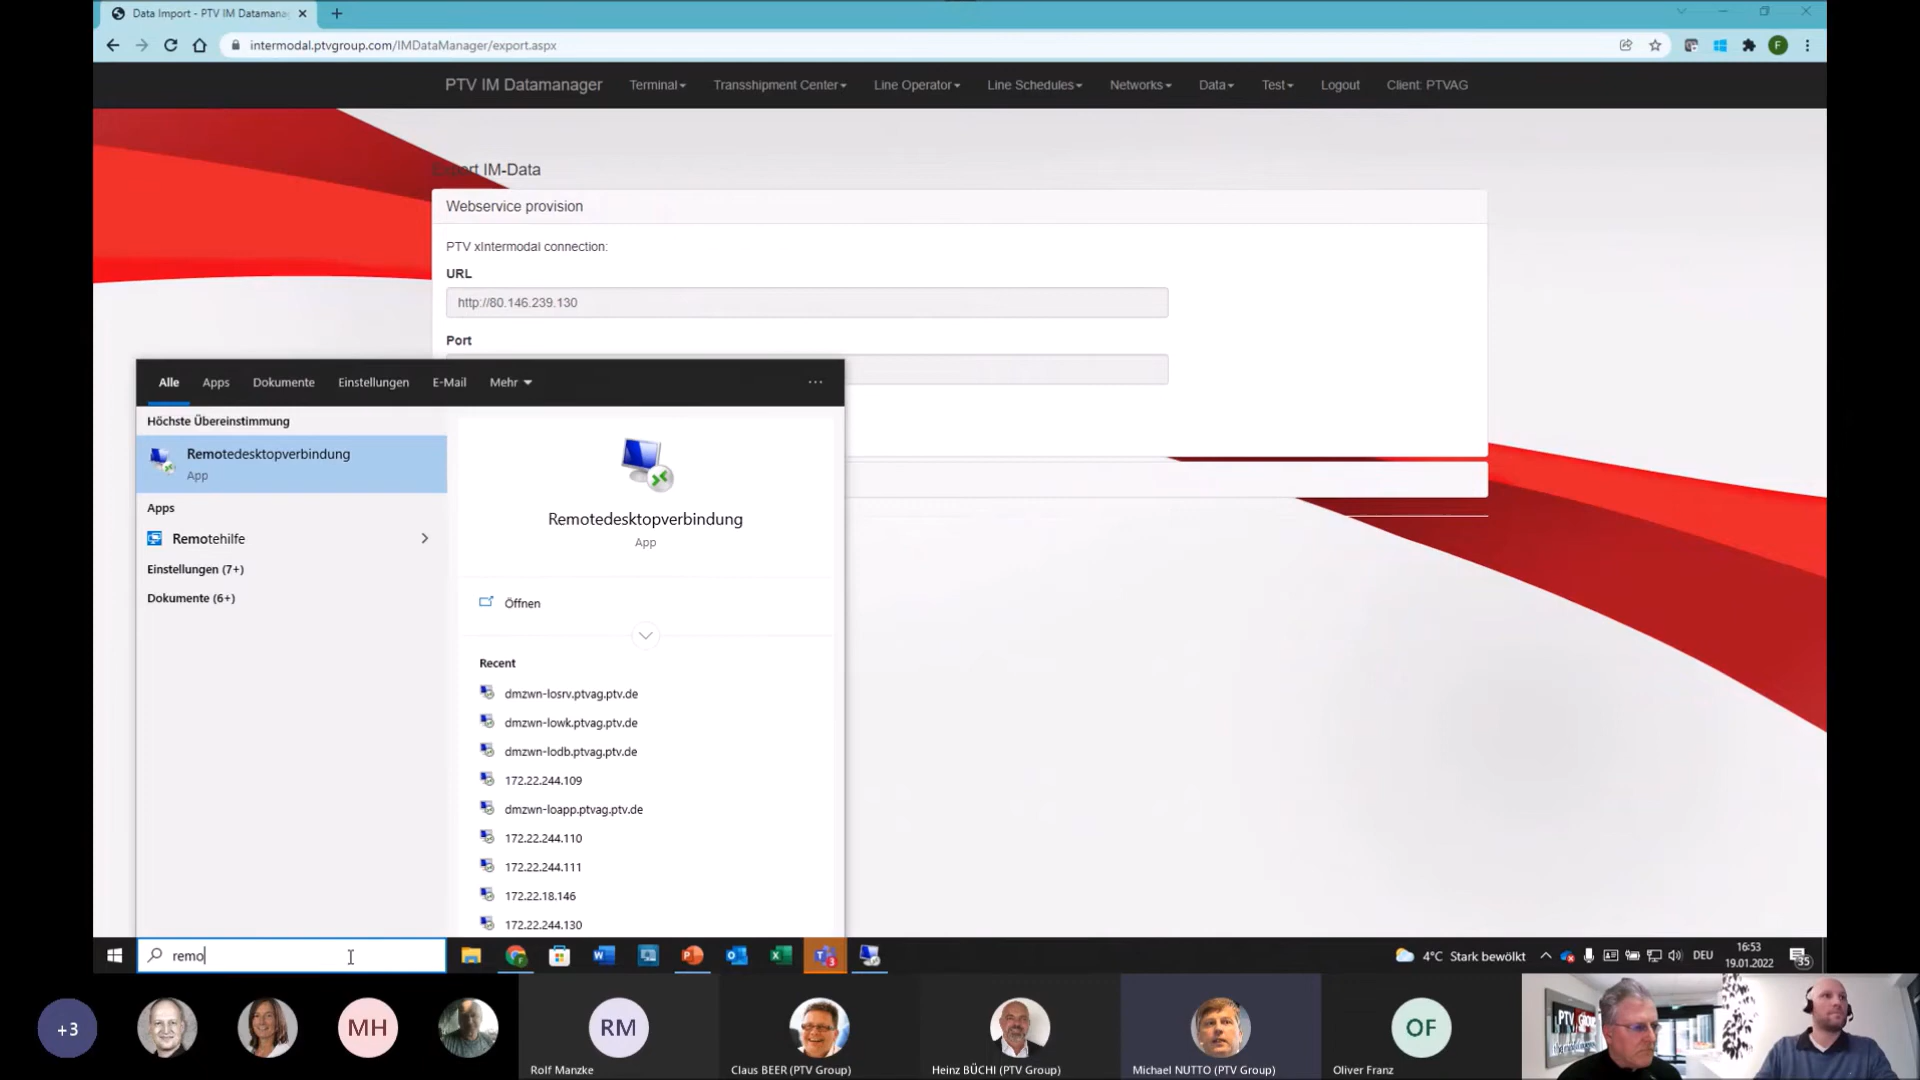 Data Import - PTV IM Datamana
intermodal.ptvgroup.com/IMDataManager/export.aspx
F
PTV IM Datamanager
Terminal
Transshipment Center
Line Operator
Line Schedules
Networks
Data
Test
Logout
Client: PTVAG
Export IM-Data
Webservice provision
PTV xIntermodal connection:
URL
http://80.146.239.130
Port
Alle
Apps
Dokumente
Einstellungen
E-Mail
Mehr
Höchste Übereinstimmung
Remotedesktopverbindung
App
Apps
Remotehilfe
Einstellungen (7+)
Dokumente (6+)
Remotedesktopverbindung
App
Öffnen
Recent
dmzwn-losrv.ptvag.ptv.de
dmzwn-lowk.ptvag.ptv.de
dmzwn-lodb.ptvag.ptv.de
172.22.244.109
dmzwn-loapp.ptvag.ptv.de
172.22.244.110
172.22.244.111
172.22.18.146
172.22.244.130
remo
4°C Stark bewölkt
DEU
16:53
19.01.2022
35
+3
MH
RM
Rolf Manzke
Claus BEER (PTV Group)
Heinz BÜCHI (PTV Group)
Michael NUTTO (PTV Group)
OF
Oliver Franz
PTV GROUP